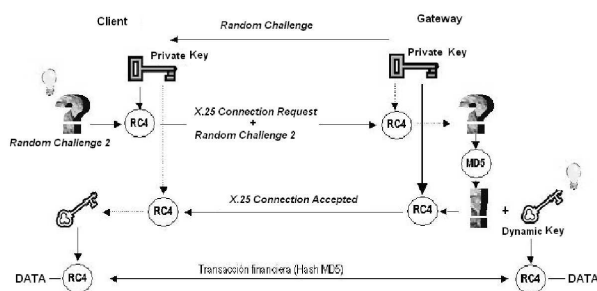 Client
Random Challenge
Gateway
Private Key
Private Key
RC4
X.25 Connection Request
+
Random Challenge 2
RC4
Random Challenge 2
MD5
RC4
X.25 Connection Accepted
RC4
+
Dynamic Key
DATA
RC4
Transacción financiera (Hash MD5)
RC4
DATA